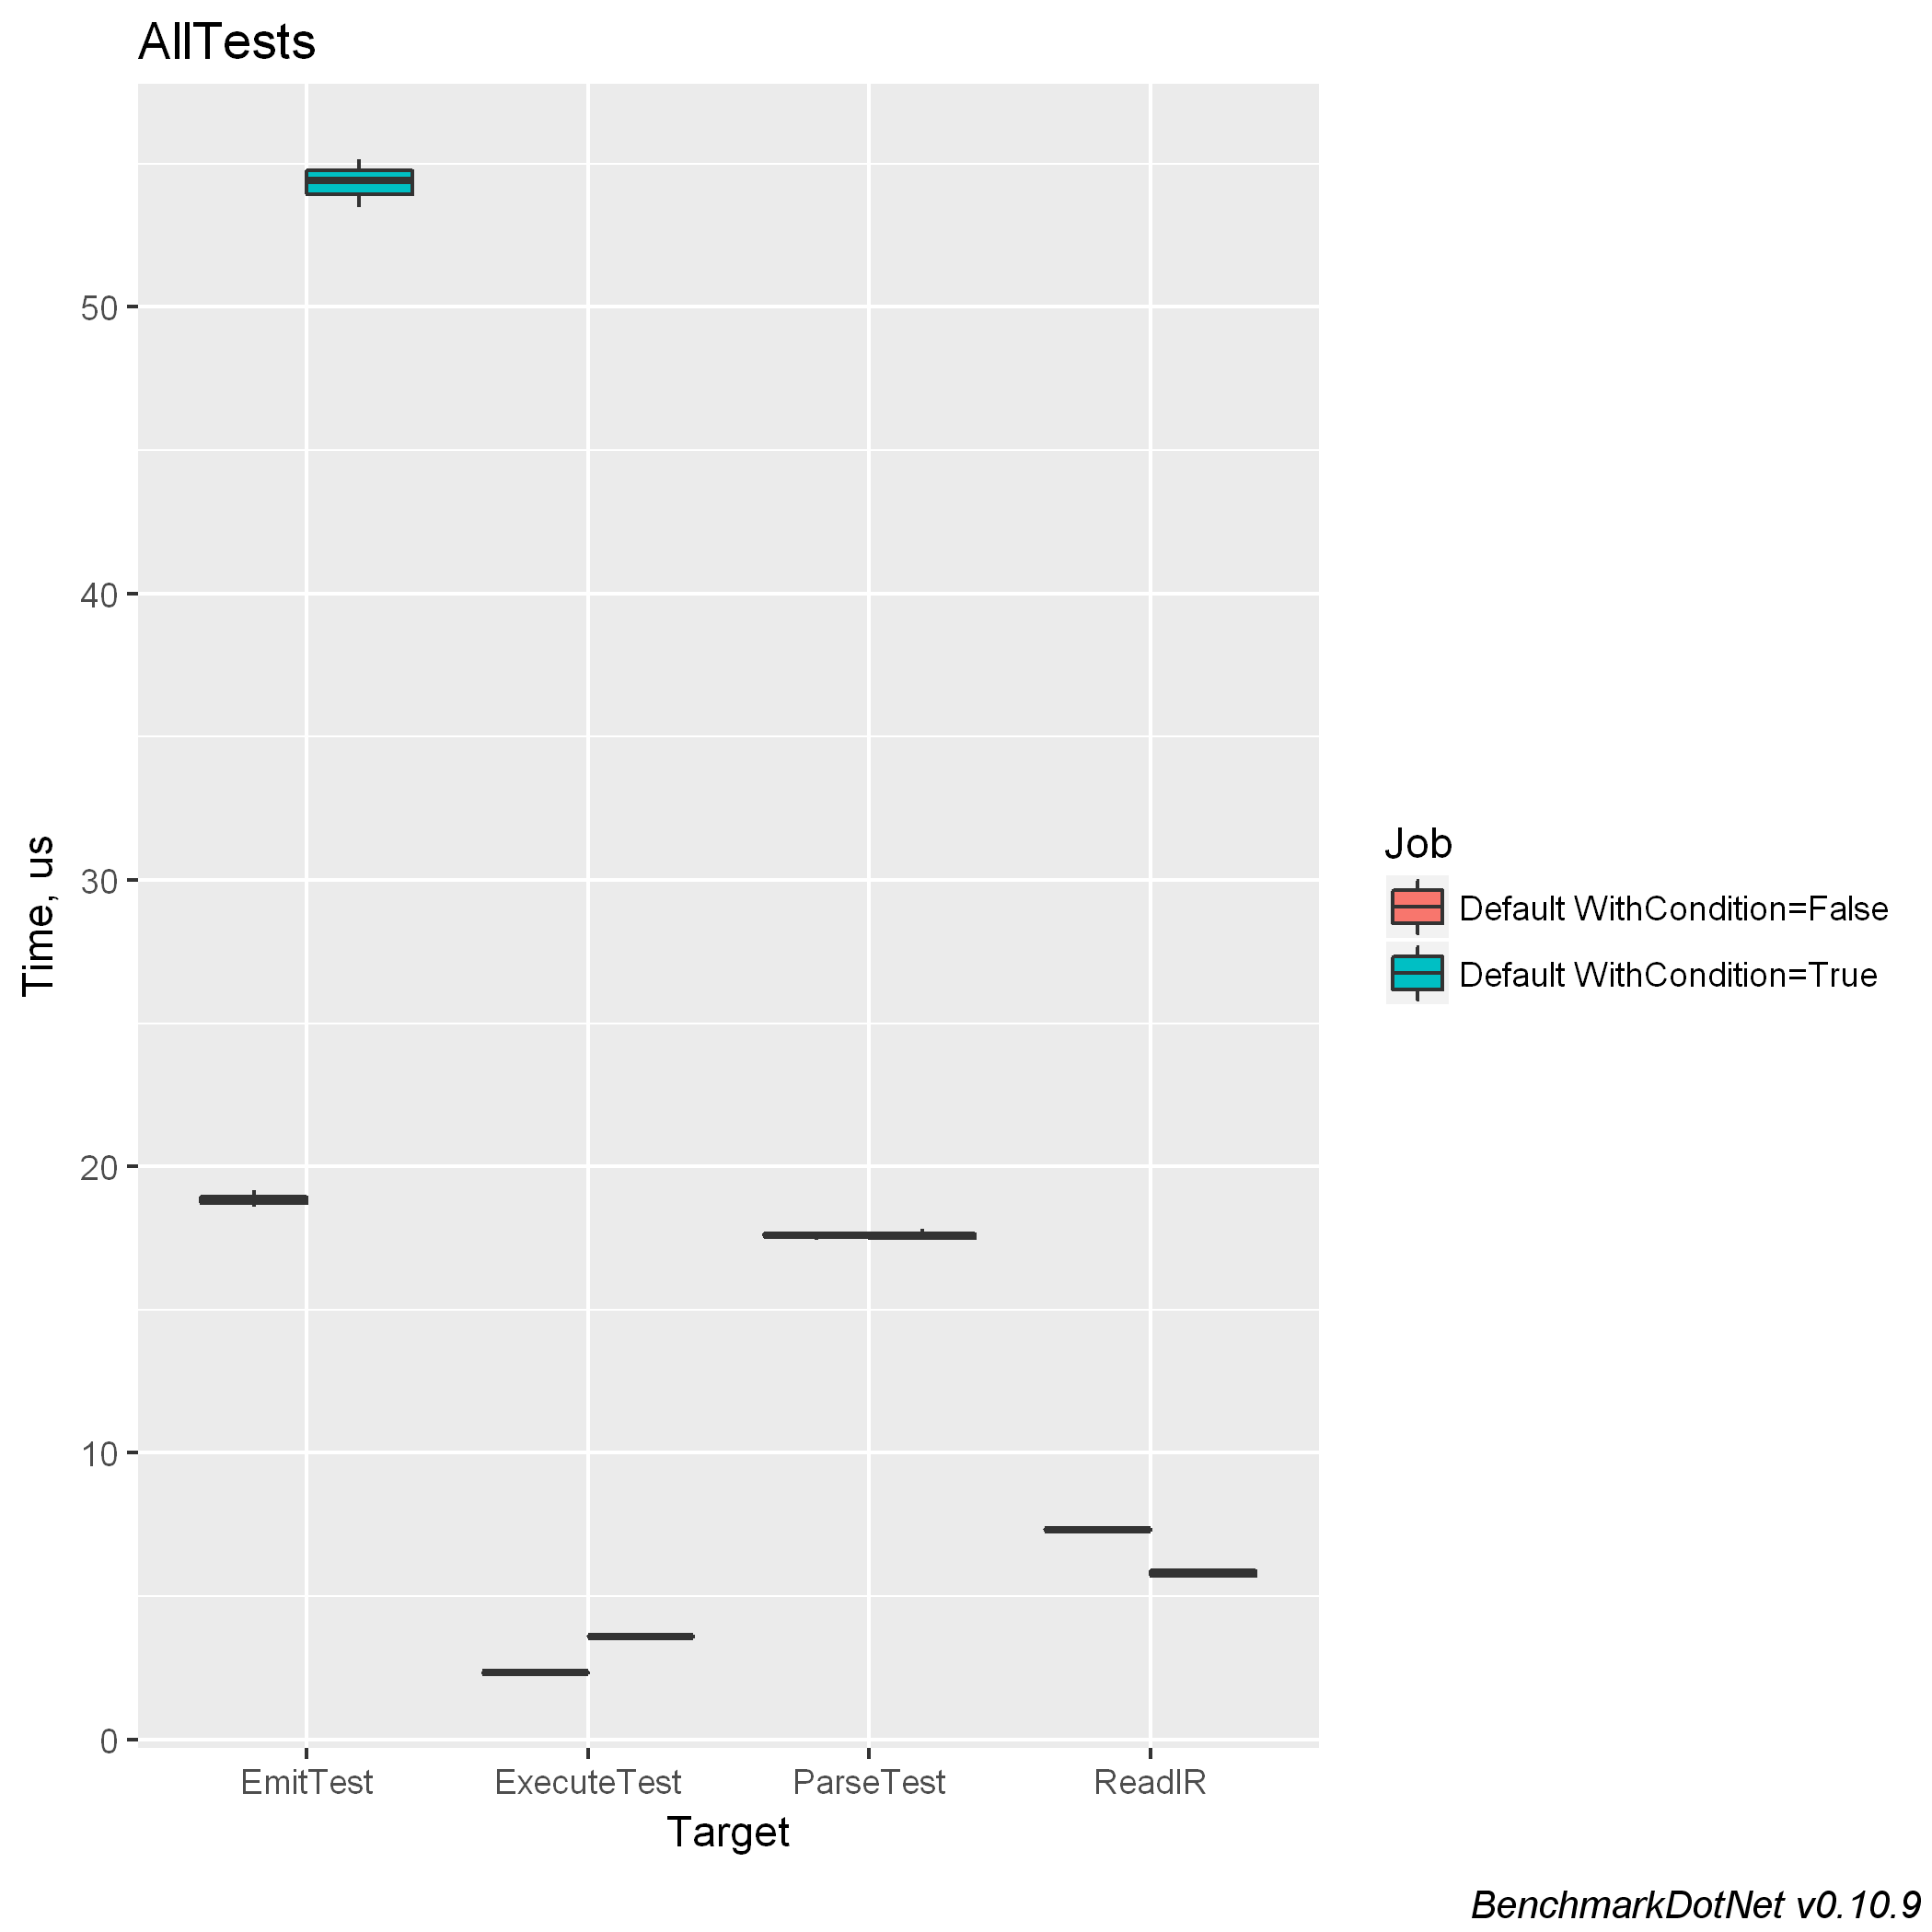 AllTests
50
40
30
20
10
0
Time, us
EmitTest
ExecuteTest
ParseTest
ReadIR
Target
Job
Default WithCondition=False
Default WithCondition=True
BenchmarkDotNet v0.10.9